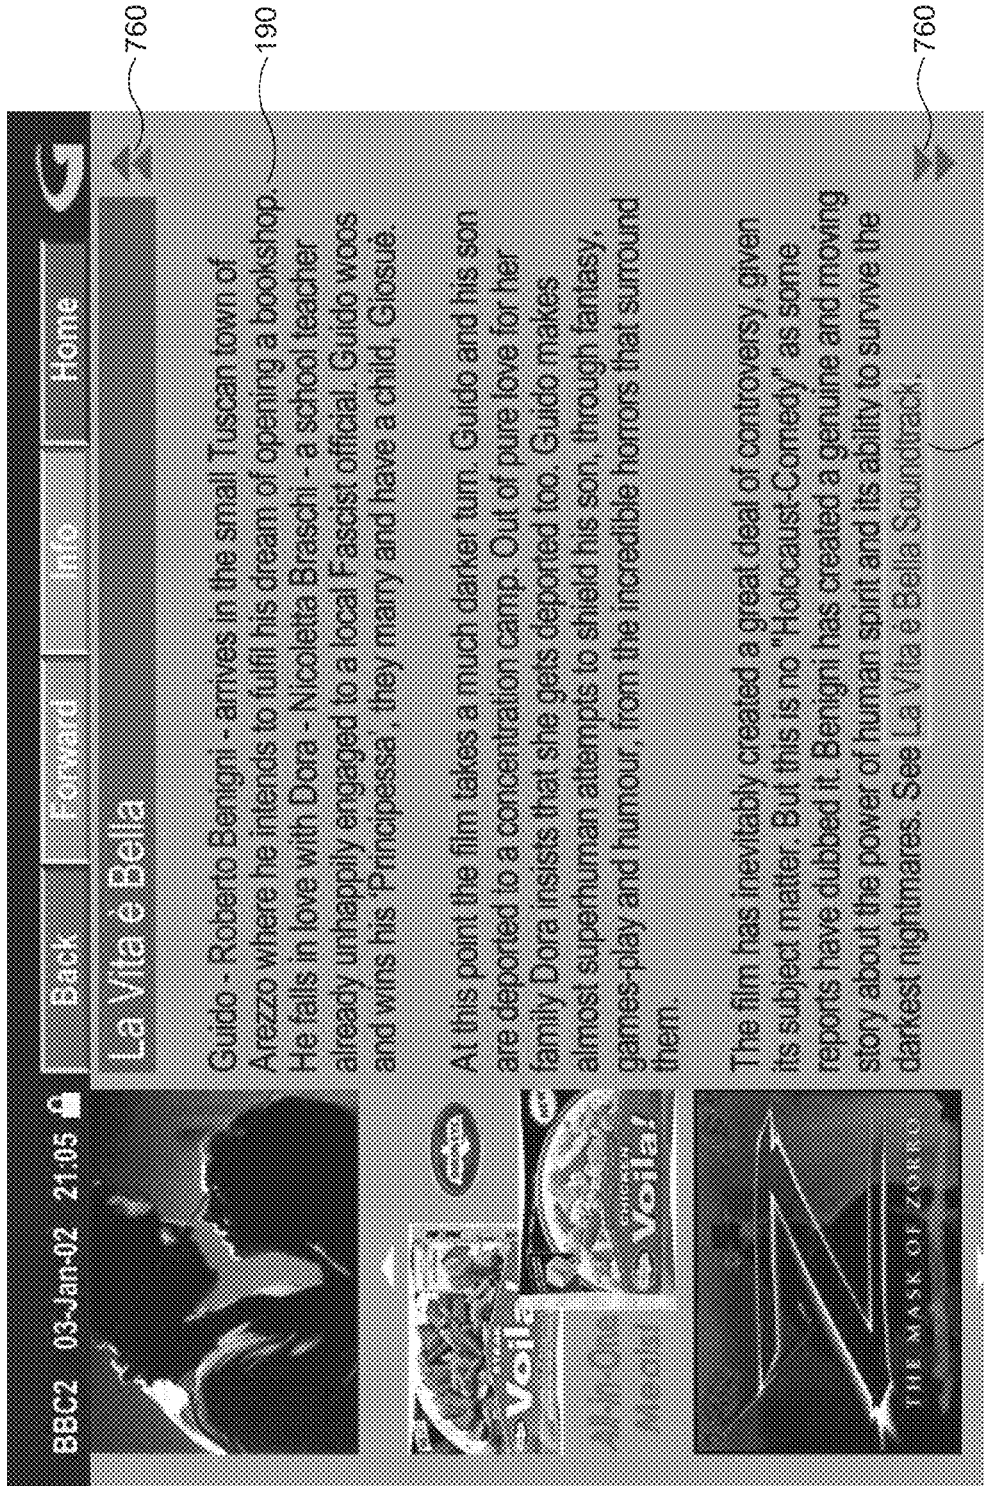 BBC2 03-Jan-02 21:05
Back Forward Info Home
La Vita è Bella
760
Guido - Roberto Benigni - arrives in the small Tuscan town of
Arezzo where he intends to fulfil his dream of opening a bookshop.
190
He falls in love with Dora - Nicoletta Braschi - a school teacher
already unhappily engaged to a local Fascist official. Guido woos
and wins his 'Principessa', they marry and have a child, Giosué.
At this point the film takes a much darker turn. Guido and his son
are deported to a concentration camp. Out of pure love for her
family Dora insists that she gets deported too. Guido makes
almost superhuman attempts to shield his son, through fantasy,
games-play and humour, from the incredible horrors that surround
them.
The film has inevitably created a great deal of controversy, given
its subject matter. But this is no "Holocaust-Comedy" as some
reports have dubbed it. Benigni has created a genuine and moving
story about the power of human spirit and its ability to survive the
darkest nightmares. See La Vita e Bella Soundtrack.
760
Voila
CHICKEN
Voila!
THE MASK OF ZORRO